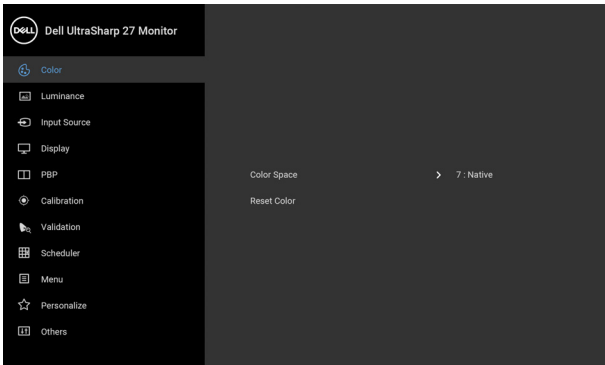 DELL Dell UltraSharp 27 Monitor
Color
Luminance
Input Source
Display
PBP
Calibration
Validation
Scheduler
Menu
Personalize
Others
Color Space > 7 : Native
Reset Color